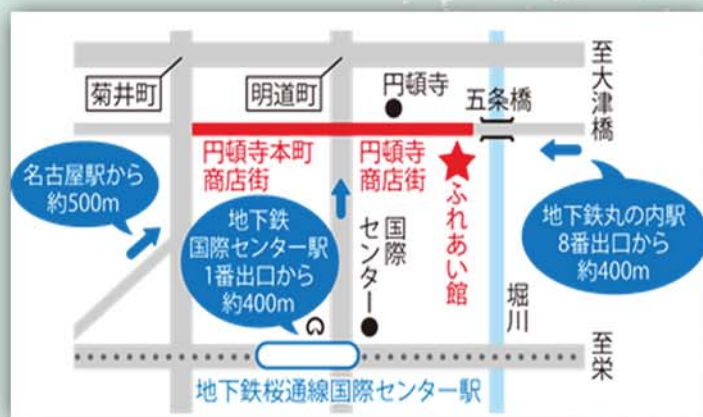 菊井町
明道町
円頓寺
五条橋
至大津橋
円頓寺本町
商店街
円頓寺
商店街
ふれあい館
名古屋駅から
約500m
地下鉄
国際センター駅
1番出口から
約400m
国際
センター
地下鉄丸の内駅
8番出口から
約400m
堀川
至栄
地下鉄桜通線国際センター駅